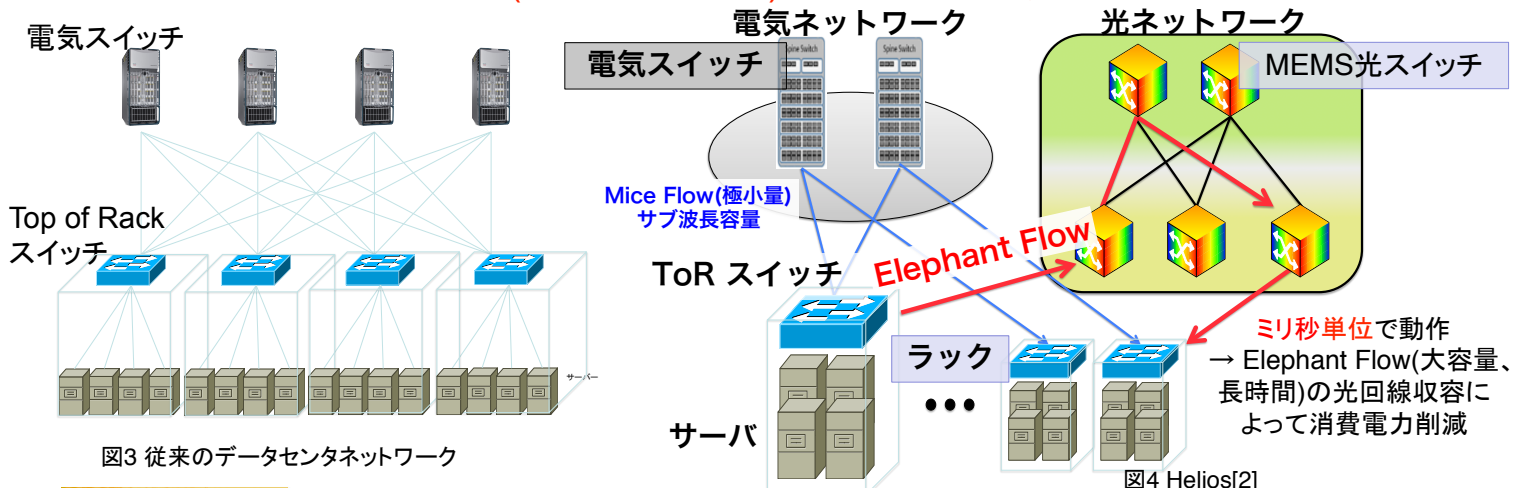 電気スイッチ
Top of Rack
スイッチ
サーバー
図3 従来のデータセンタネットワーク
電気ネットワーク
電気スイッチ
Spine Switch
Spine Switch
Mice Flow(極小量)
サブ波長容量
光ネットワーク
MEMS光スイッチ
Elephant Flow
ToR スイッチ
ラック
•••
サーバ
ミリ秒単位で動作
→ Elephant Flow(大容量、
長時間)の光回線収容に
よって消費電力削減
図4 Helios[2]